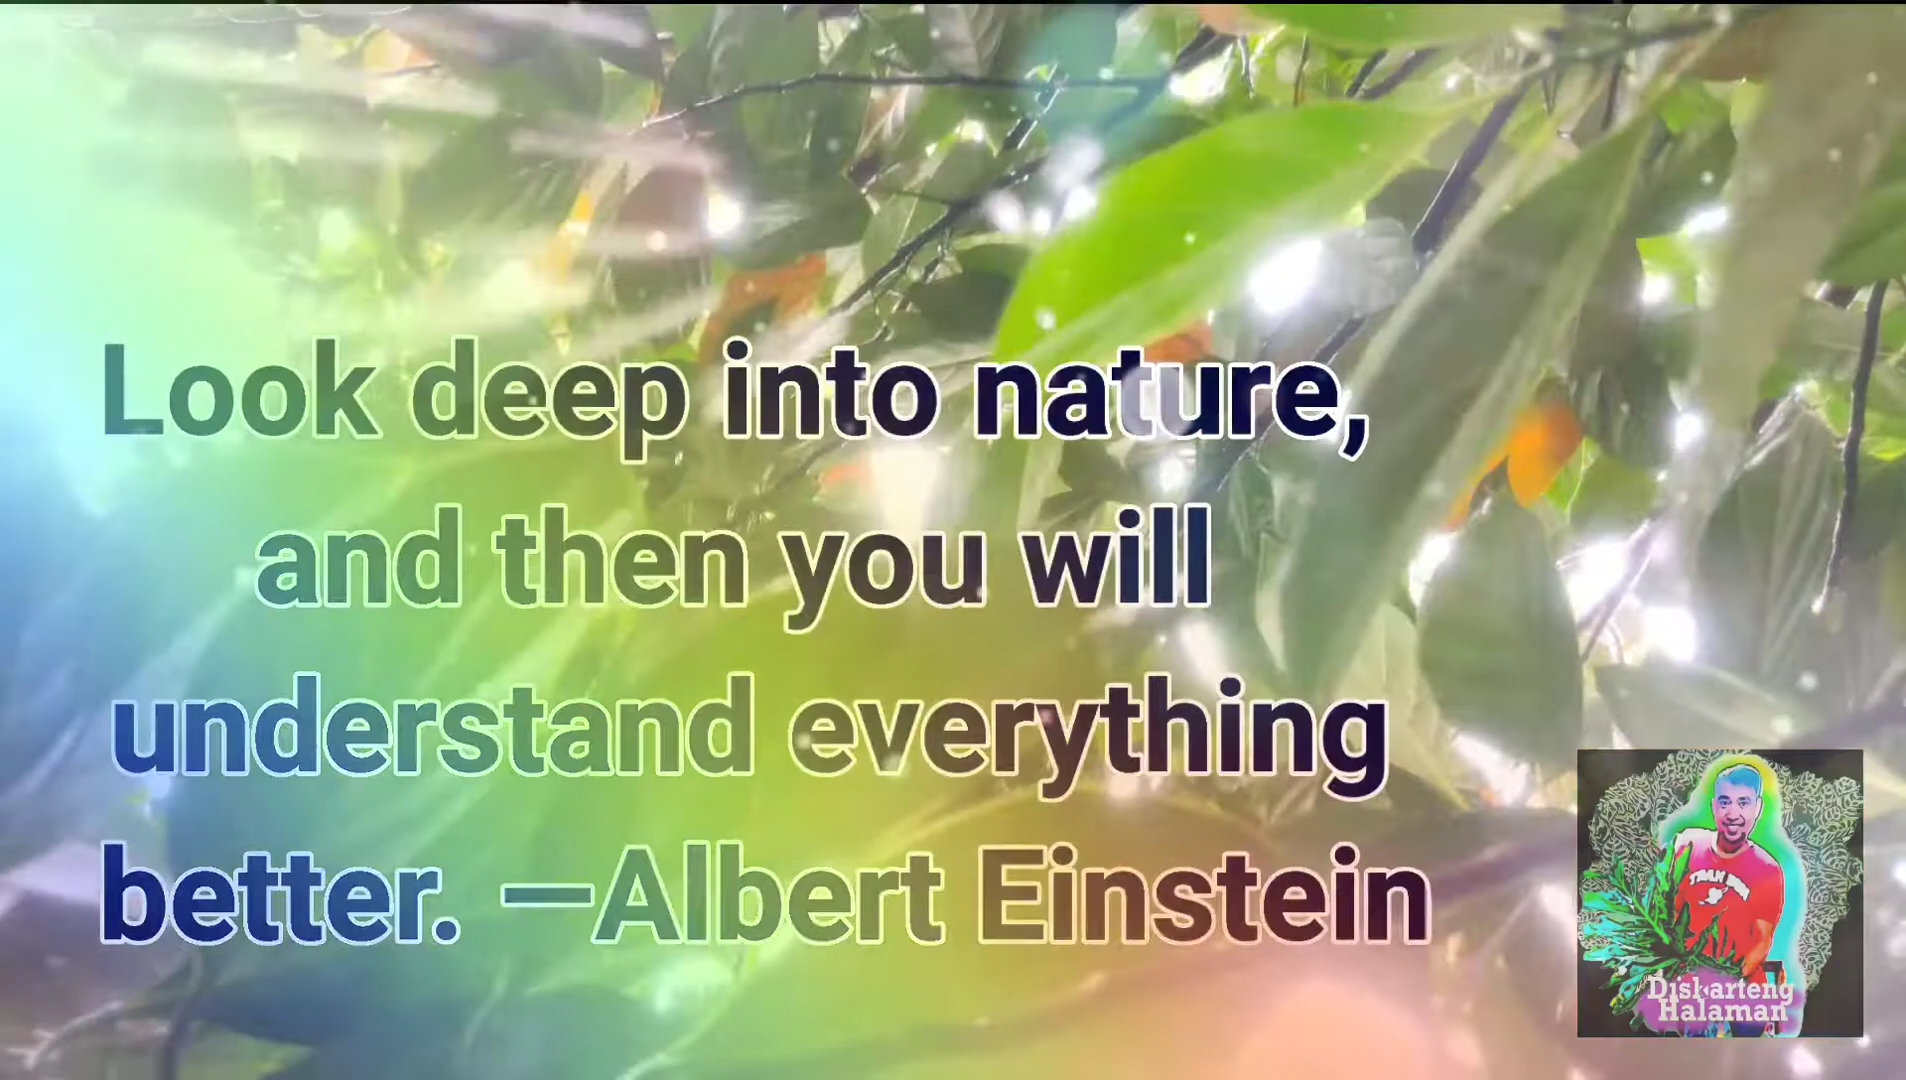 Look deep into nature,
and then you will
understand everything
better. —Albert Einstein
Diskarteng
Halaman